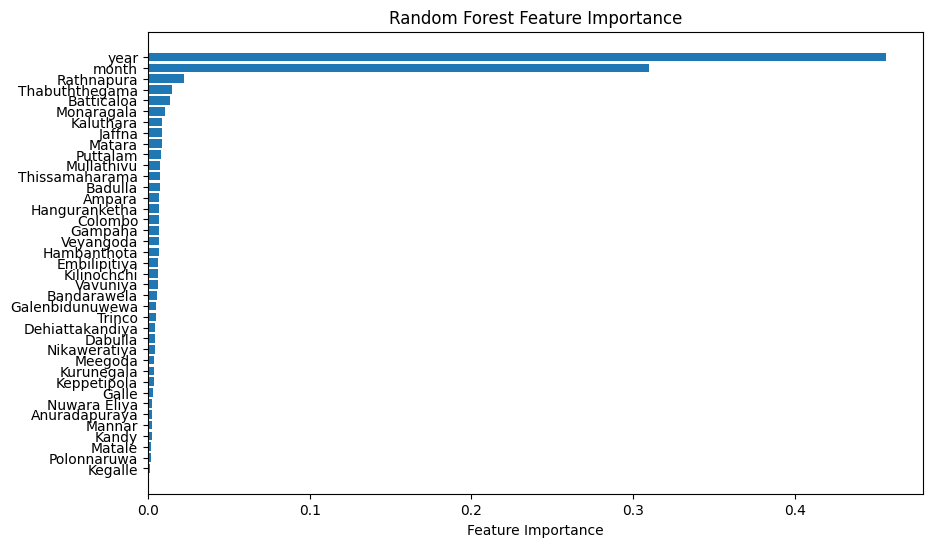 Random Forest Feature Importance
year
month
Rathnapura
Thabuththegama
Batticaloa
Monaragala
Kaluthara
Jaffna
Matara
Puttalam
Mullathivu
Thissamaharama
Badulla
Ampara
Hanguranketha
Colombo
Gampaha
Veyangoda
Hambanthota
Embilipitiya
Kilinochchi
Vavuniya
Bandarawela
Galenbidunuwewa
Trinco
Dehiattakandiya
Dabulla
Nikaweratiya
Meegoda
Kurunegala
Keppetipola
Galle
Nuwara Eliya
Anuradapuraya
Mannar
Kandy
Matale
Polonnaruwa
Kegalle
0.0 0.1 0.2 0.3 0.4
Feature Importance